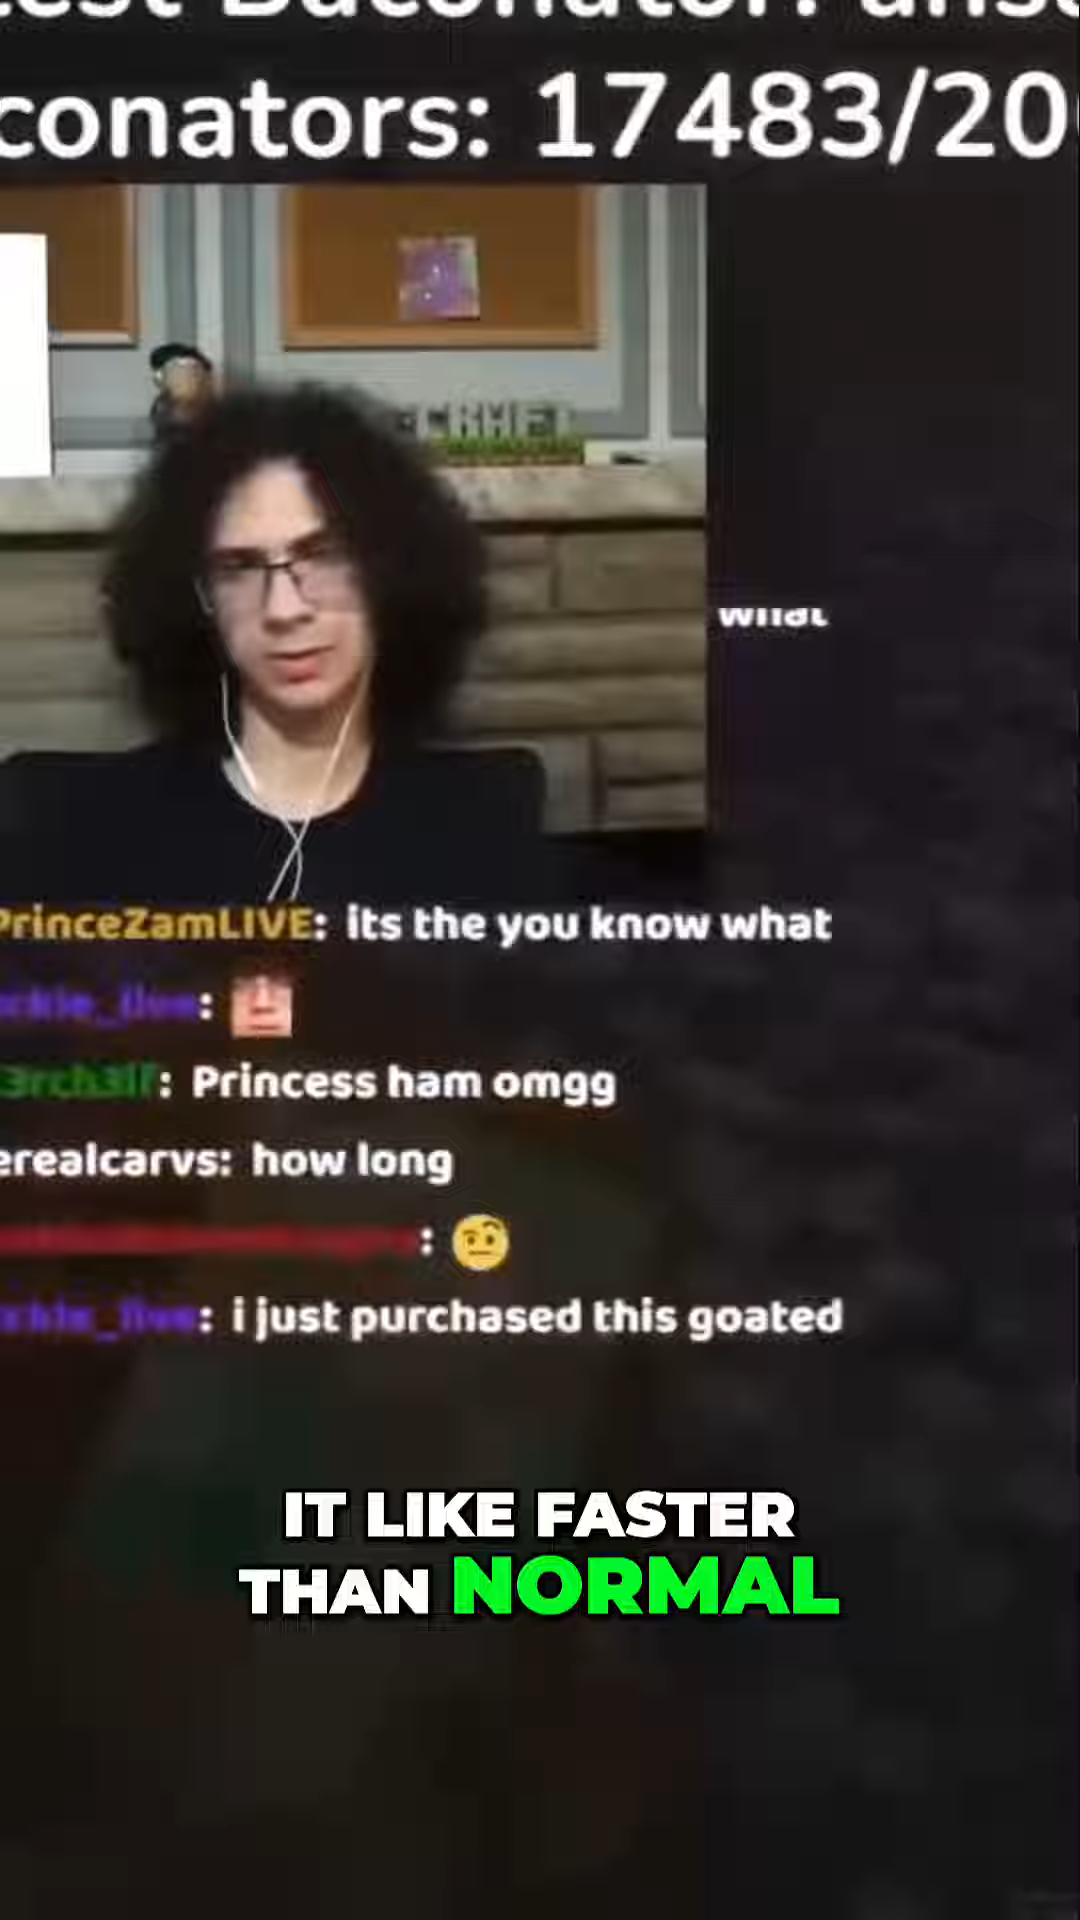 conators: 17483/20
what
PrinceZamLIVE: its the you know what
Princess ham omgg
erealcarvs: how long
i just purchased this goated
IT LIKE FASTER
THAN NORMAL